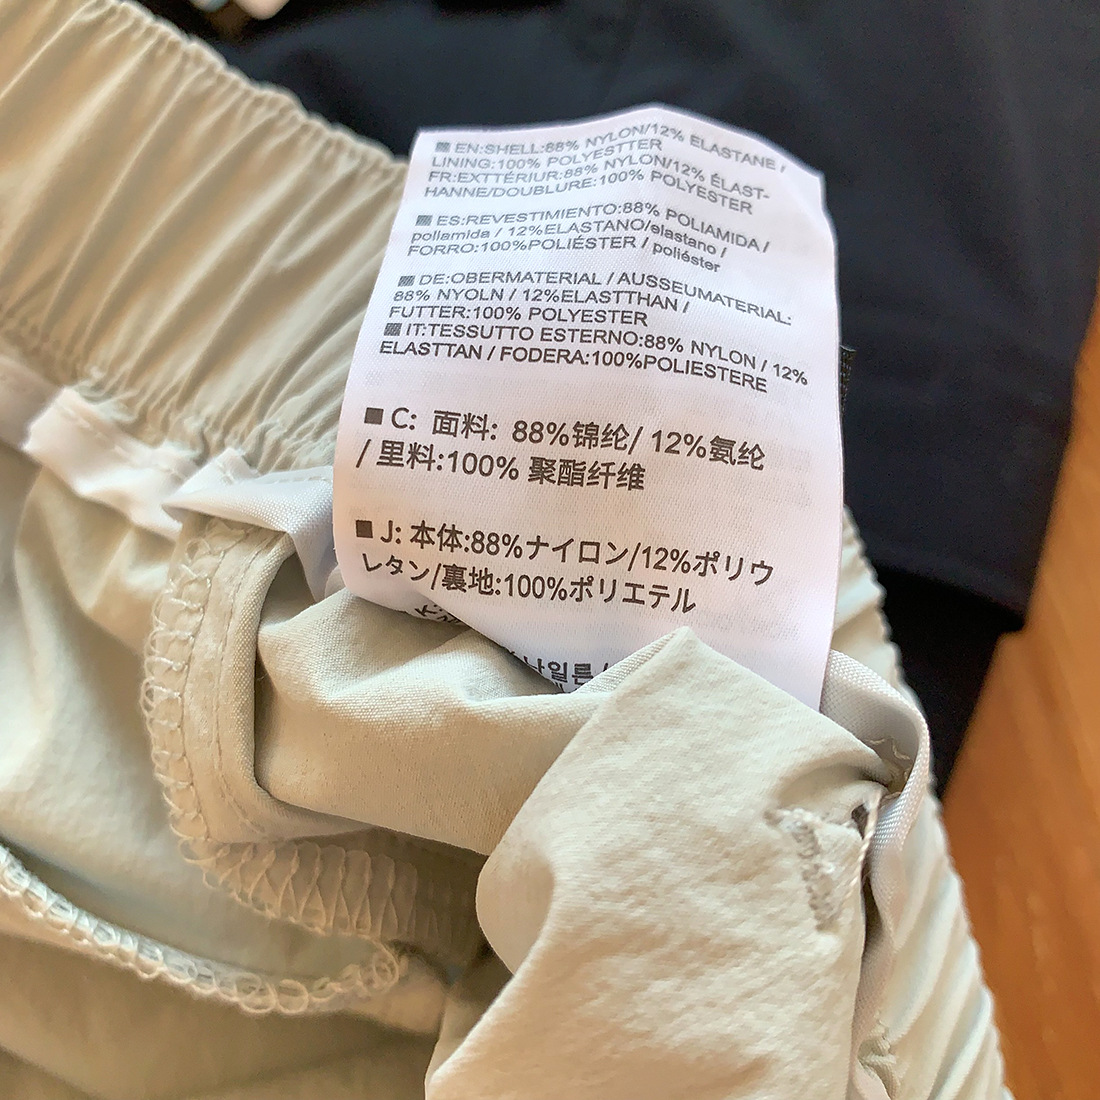 EN:SHELL:88% NYLON/12% ELASTANE /
LINING:100% POLYESTTER
FR:EXTTÉRIUR:88% NYLON/12% ÉLAST-
HANNE/DOUBLURE:100% POLYESTER
ES:REVESTIMIENTO:88% POLIAMIDA /
poliamida / 12%ELASTANO/elastano /
FORRO:100%POLIÉSTER / poliéster
DE:OBERMATERIAL / AUSSEUMATERIAL:
88% NYOLN / 12%ELASTTHAN /
FUTTER:100% POLYESTER
IT:TESSUTTO ESTERNO:88% NYLON / 12%
ELASTTAN / FODERA:100%POLIESTERE
■ C: 面料: 88%锦纶/ 12%氨纶
/ 里料:100% 聚酯纤维
■ J: 本体:88%ナイロン/12%ポリウ
レタン/裏地:100%ポリエテル
K:
나일론 /